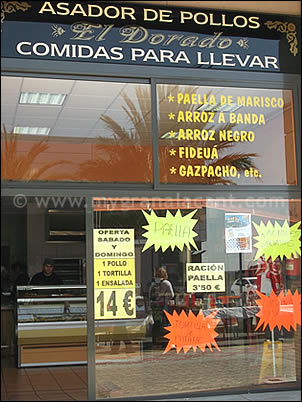 ASADOR DE POLLOS
El Dorado
COMIDAS PARA LLEVAR
* PAELLA DE MARISCO
* ARROZ A BANDA
* ARROZ NEGRO
* FIDEUÁ
* GAZPACHO, etc.
OFERTA
SABADO
Y
DOMINGO
1 POLLO
1 TORTILLA
1 ENSALADA
14€
PAELLA
RACIÓN
PAELLA
3'50 €